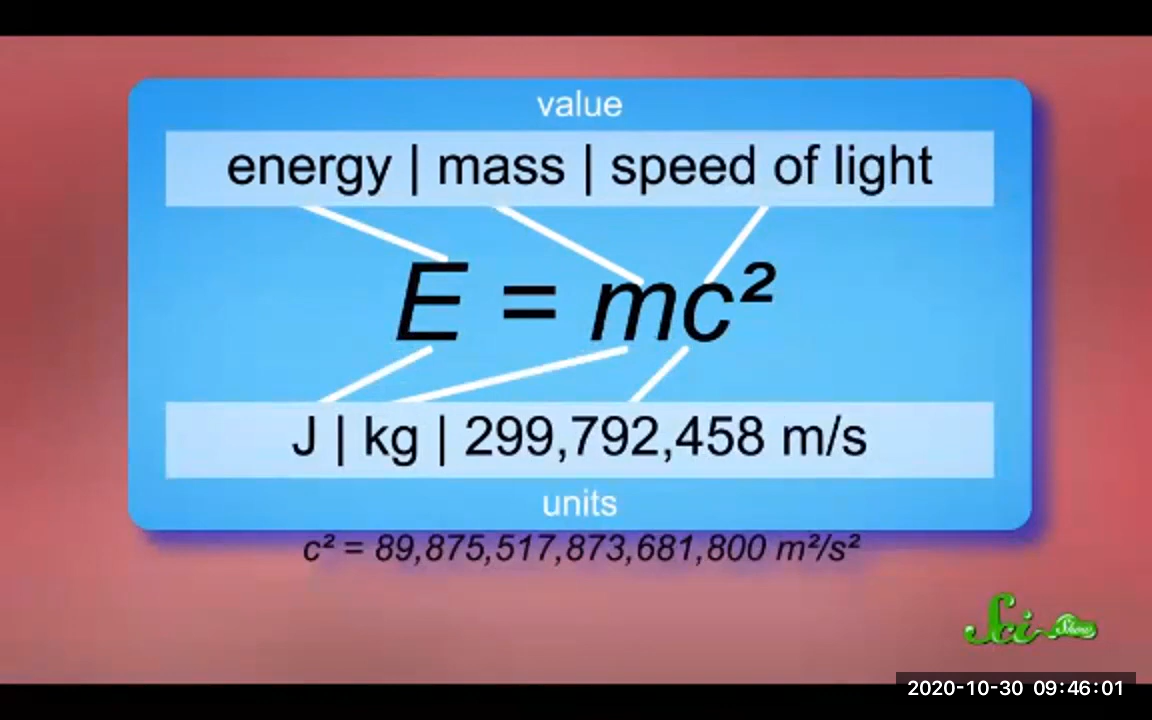 value
energy | mass | speed of light
E = mc²
J | kg | 299,792,458 m/s
units
c² = 89,875,517,873,681,800 m²/s²
Sci Show
2020-10-30 09:46:01